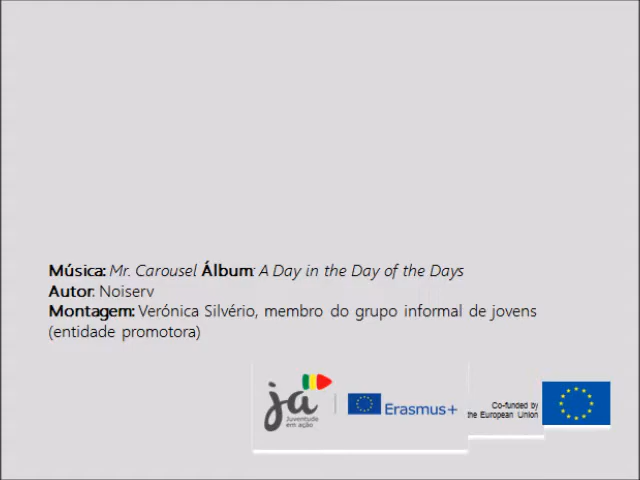 Música: Mr. Carousel Álbum: A Day in the Day of the Days
Autor: Noiserv
Montagem: Verónica Silvério, membro do grupo informal de jovens
(entidade promotora)
ja
Juventude
em ação
Erasmus+
Co-funded by
the European Union